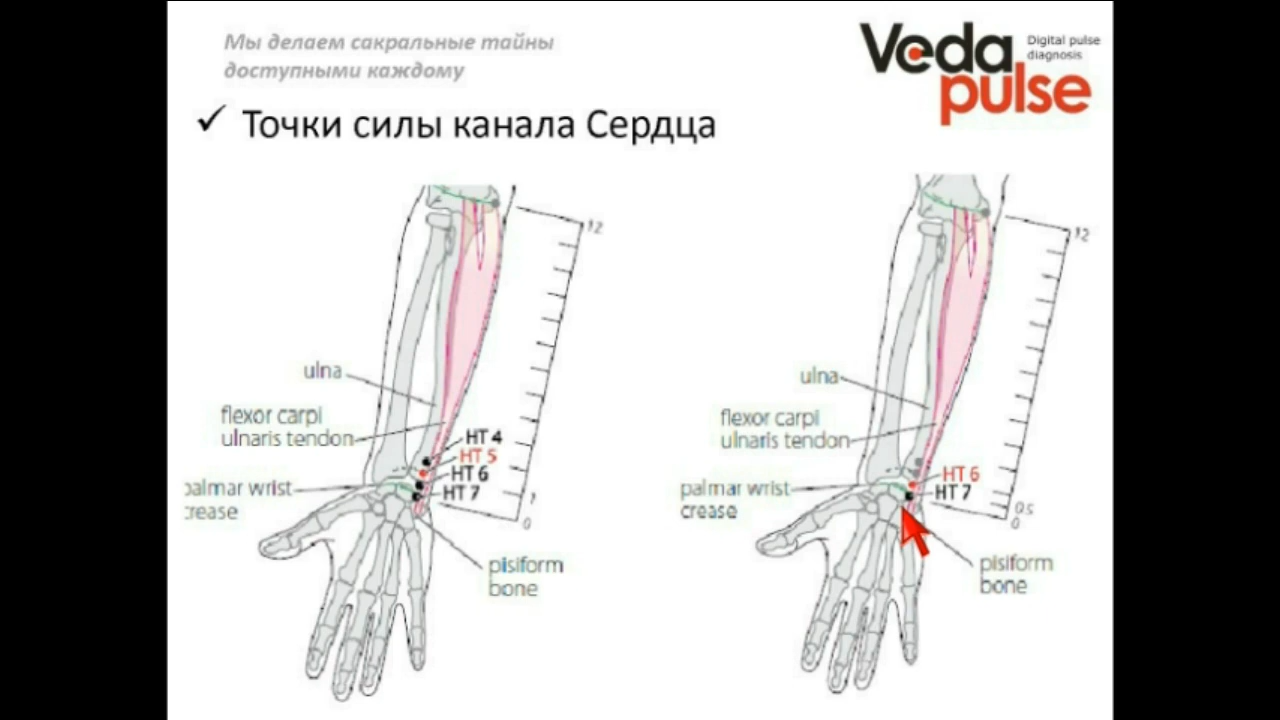 Мы делаем сакральные тайны
доступными каждому
Veda
pulse
Digital pulse
diagnosis
✓ Точки силы канала Сердца
12
ulna
flexor carpi
ulnaris tendon
HT 4
HT 5
HT 6
HT 7
palmar wrist
crease
1
0
pisiform
bone
12
ulna
flexor carpi
ulnaris tendon
HT 6
HT 7
palmar wrist
crease
0.5
0
pisiform
bone